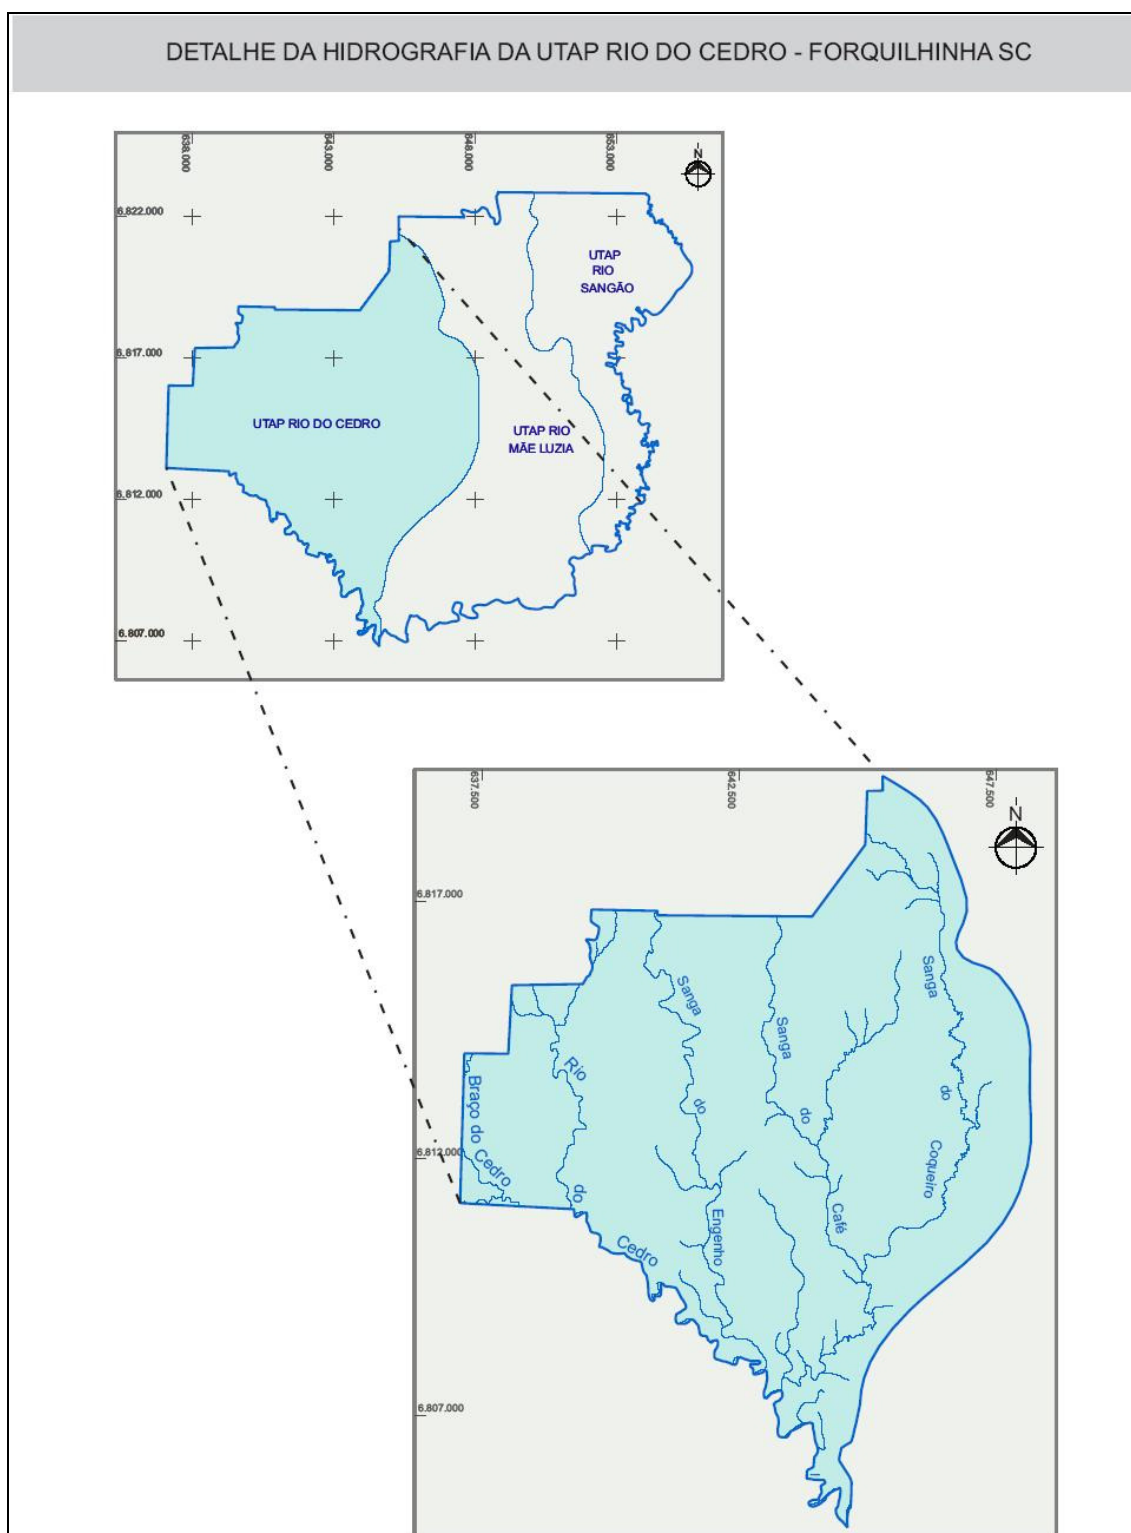 DETALHE DA HIDROGRAFIA DA UTAP RIO DO CEDRO - FORQUILHINHA SC
638.000
643.000
648.000
653.000
N
6.822.000
UTAP
RIO
SANGÃO
6.817.000
UTAP RIO DO CEDRO
UTAP RIO
MÃE LUZIA
6.812.000
6.807.000
637.500
642.500
647.500
N
6.817.000
Sanga
Sanga
Sanga
Rio
Braço do Cedro
do
do
do
6.812.000
Coqueiro
do
Engenho
Café
Cedro
6.807.000